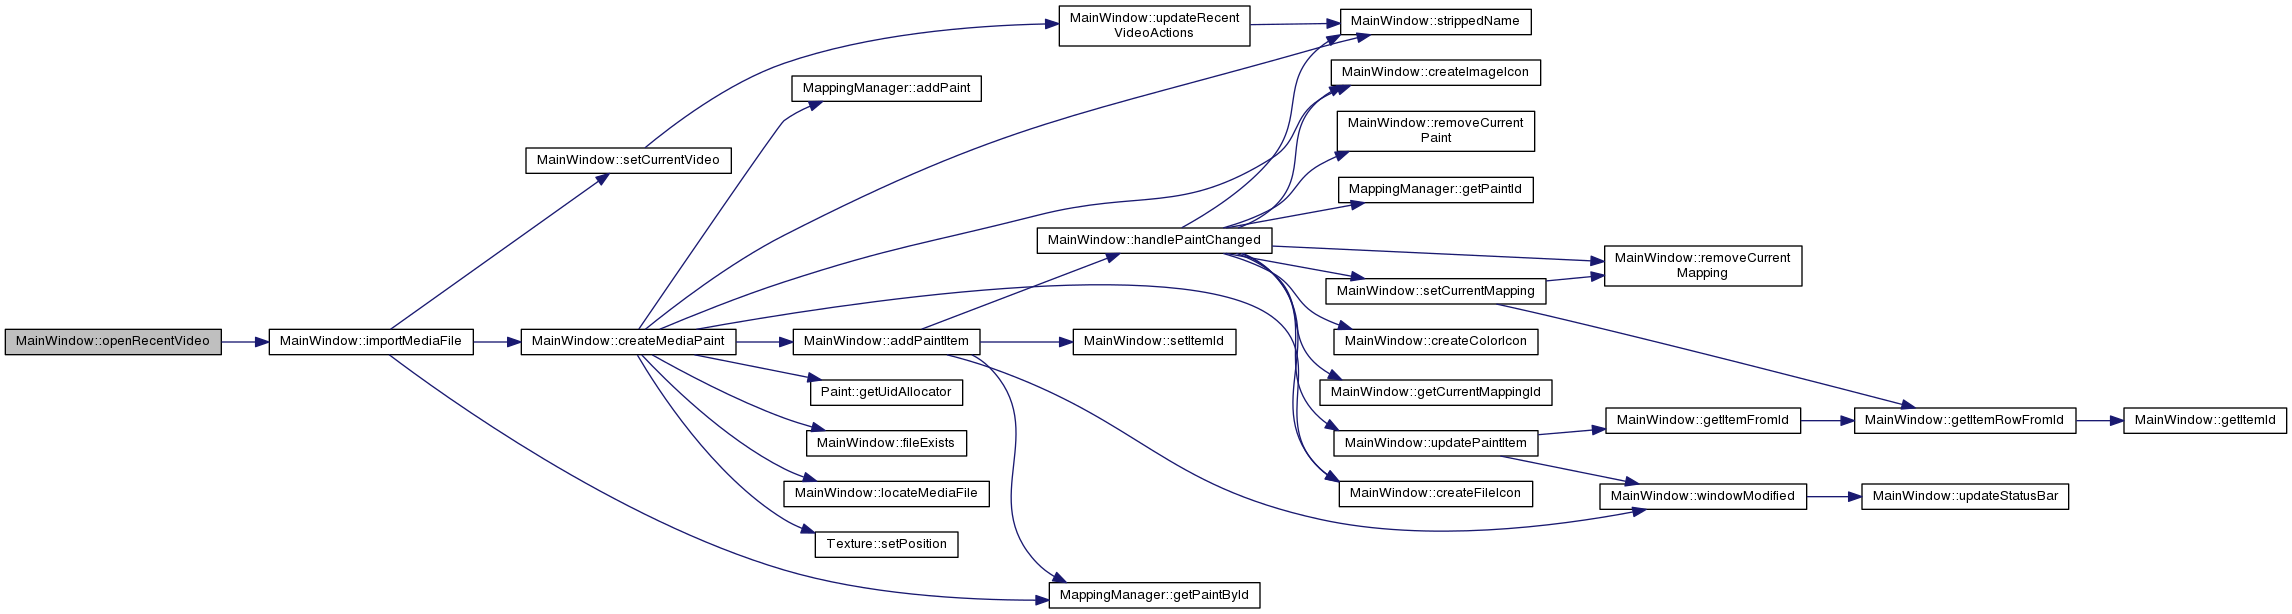 MainWindow::openRecentVideo
MainWindow::importMediaFile
MainWindow::setCurrentVideo
MainWindow::createMediaPaint
MainWindow::updateRecent
VideoActions
MappingManager::addPaint
MainWindow::addPaintItem
Paint::getUidAllocator
MainWindow::fileExists
MainWindow::locateMediaFile
Texture::setPosition
MainWindow::handlePaintChanged
MainWindow::setItemId
MappingManager::getPaintById
MainWindow::strippedName
MainWindow::createImageIcon
MainWindow::removeCurrent
Paint
MappingManager::getPaintId
MainWindow::setCurrentMapping
MainWindow::createColorIcon
MainWindow::getCurrentMappingId
MainWindow::updatePaintItem
MainWindow::createFileIcon
MainWindow::removeCurrent
Mapping
MainWindow::getItemFromId
MainWindow::windowModified
MainWindow::getItemRowFromId
MainWindow::updateStatusBar
MainWindow::getItemId